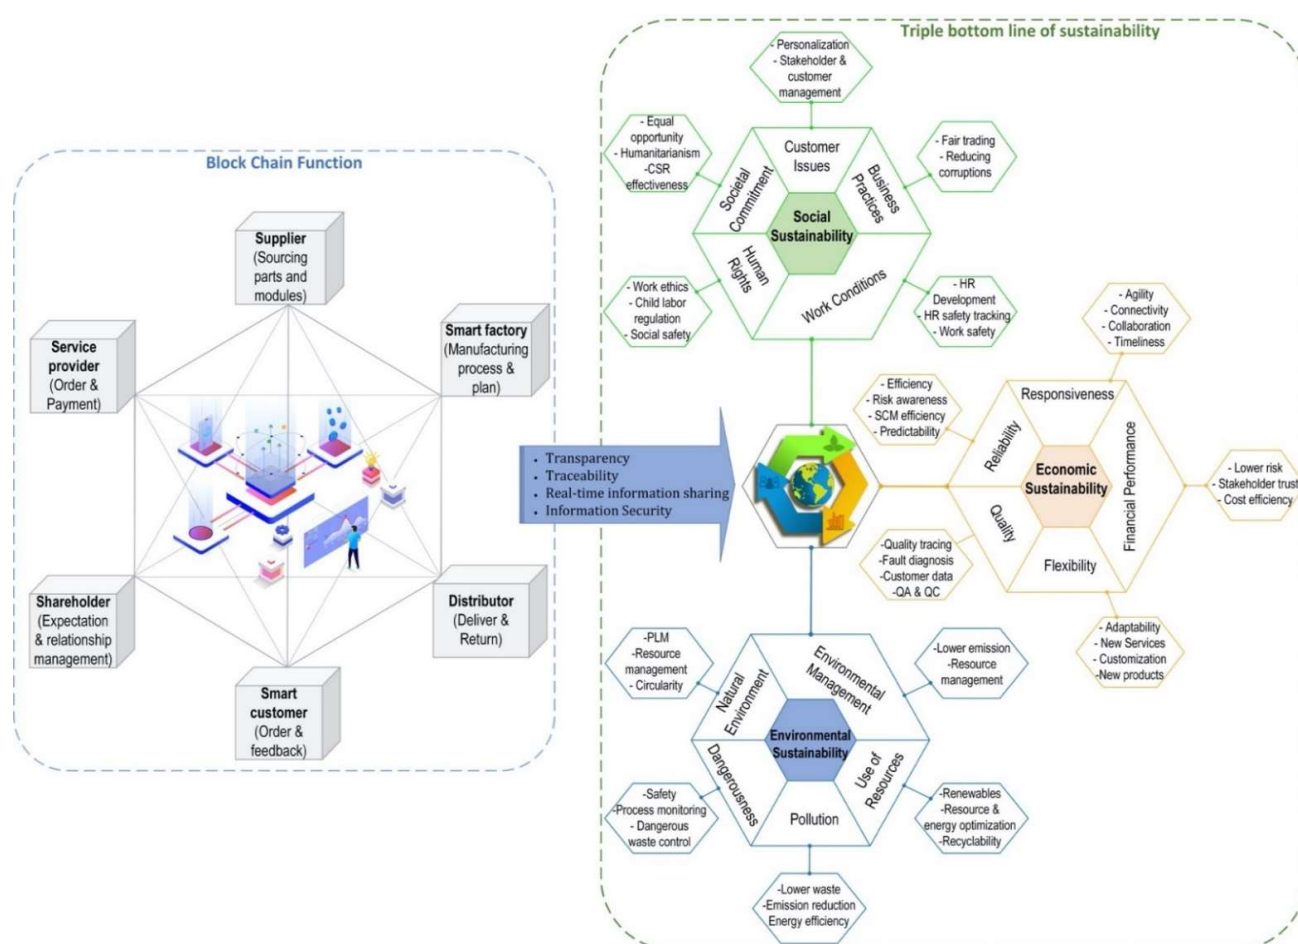 Block Chain Function
Supplier
(Sourcing
parts and
modules)
Service
provider
(Order &
Payment)
Smart factory
(Manufacturing
process &
plan)
Shareholder
(Expectation
& relationship
management)
Distributor
(Deliver &
Return)
Smart
customer
(Order &
feedback)
• Transparency
• Traceability
• Real-time information sharing
• Information Security
Triple bottom line of sustainability
- Personalization
- Stakeholder &
customer
management
- Equal
opportunity
- Humanitarianism
-CSR
effectiveness
- Fair trading
- Reducing
corruptions
Customer
Issues
Societal
Commitment
Business
Practices
Social
Sustainability
Human
Rights
Work Conditions
- Work ethics
- Child labor
regulation
- Social safety
- HR
Development
- HR safety tracking
- Work safety
- Agility
- Connectivity
- Collaboration
- Timeliness
- Efficiency
- Risk awareness
- SCM efficiency
- Predictability
Responsiveness
Reliability
Economic
Sustainability
Financial Performance
Quality
Flexibility
- Lower risk
- Stakeholder trust
- Cost efficiency
-Quality tracing
-Fault diagnosis
-Customer data
-QA & QC
- Adaptability
- New Services
- Customization
-New products
-PLM
-Resource
management
- Circularity
-Lower emission
-Resource
management
Natural
Environment
Environmental
Management
Environmental
Sustainability
Dangerousness
Use of
Resources
Pollution
-Safety
-Process monitoring
- Dangerous
waste control
-Renewables
-Resource &
energy optimization
-Recyclability
-Lower waste
-Emission reduction
Energy efficiency